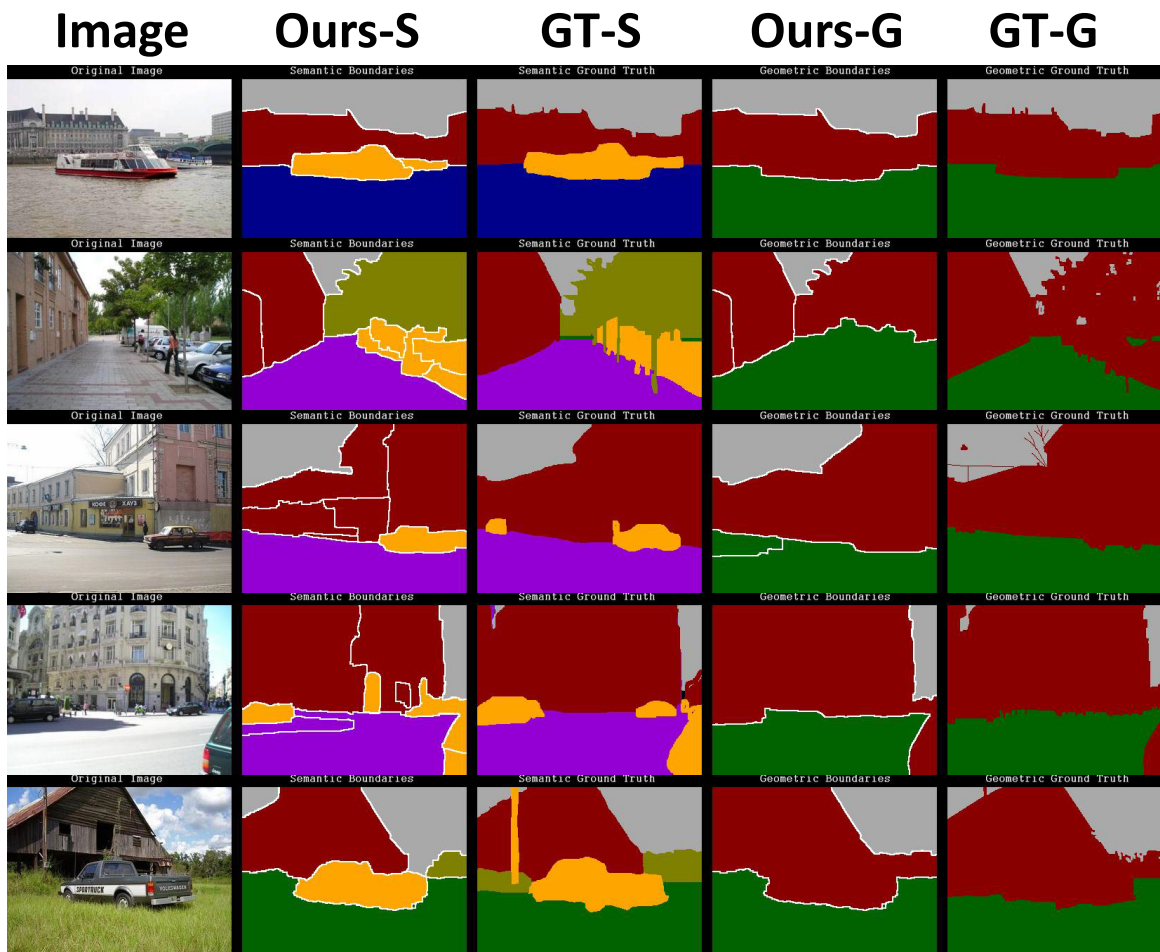 Image Ours-S GT-S Ours-G GT-G
Original Image Semantic Boundaries Semantic Ground Truth Geometric Boundaries Geometric Ground Truth
Original Image Semantic Boundaries Semantic Ground Truth Geometric Boundaries Geometric Ground Truth
Original Image Semantic Boundaries Semantic Ground Truth Geometric Boundaries Geometric Ground Truth
КОФЕ ХАУЗ
Original Image Semantic Boundaries Semantic Ground Truth Geometric Boundaries Geometric Ground Truth
Original Image Semantic Boundaries Semantic Ground Truth Geometric Boundaries Geometric Ground Truth
SPORTRUCK VOLKSWAGEN